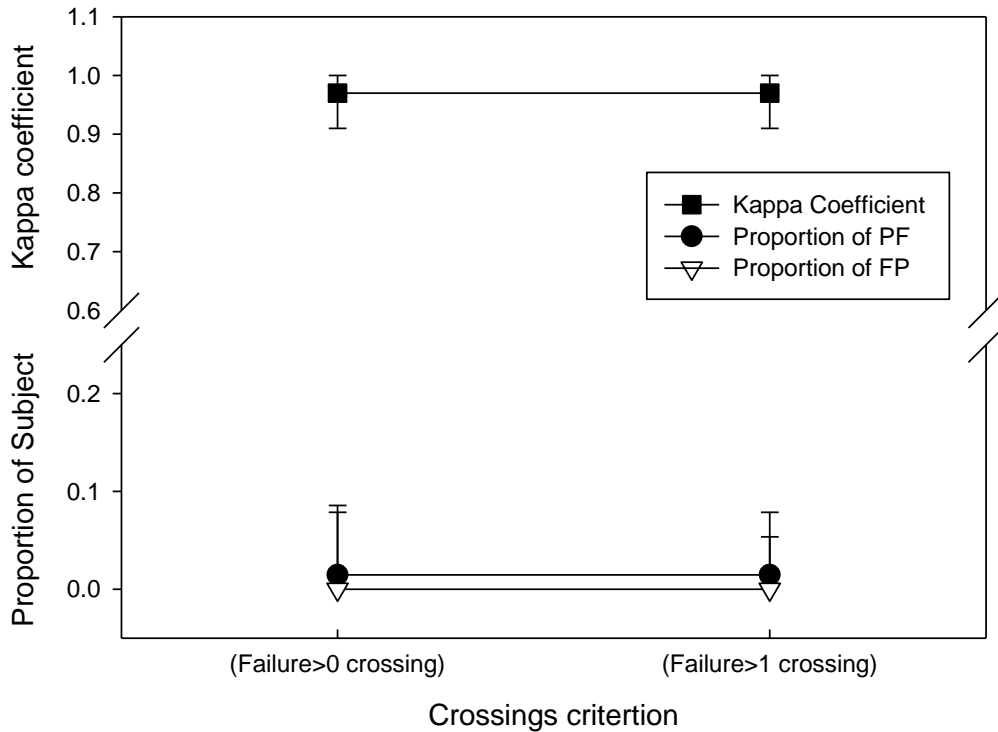 Kappa coefficient
1.1
1.0
0.9
0.8
0.7
0.6
Kappa Coefficient
Proportion of PF
Proportion of FP
Proportion of Subject
0.2
0.1
0.0
(Failure>0 crossing)
(Failure>1 crossing)
Crossings critertion